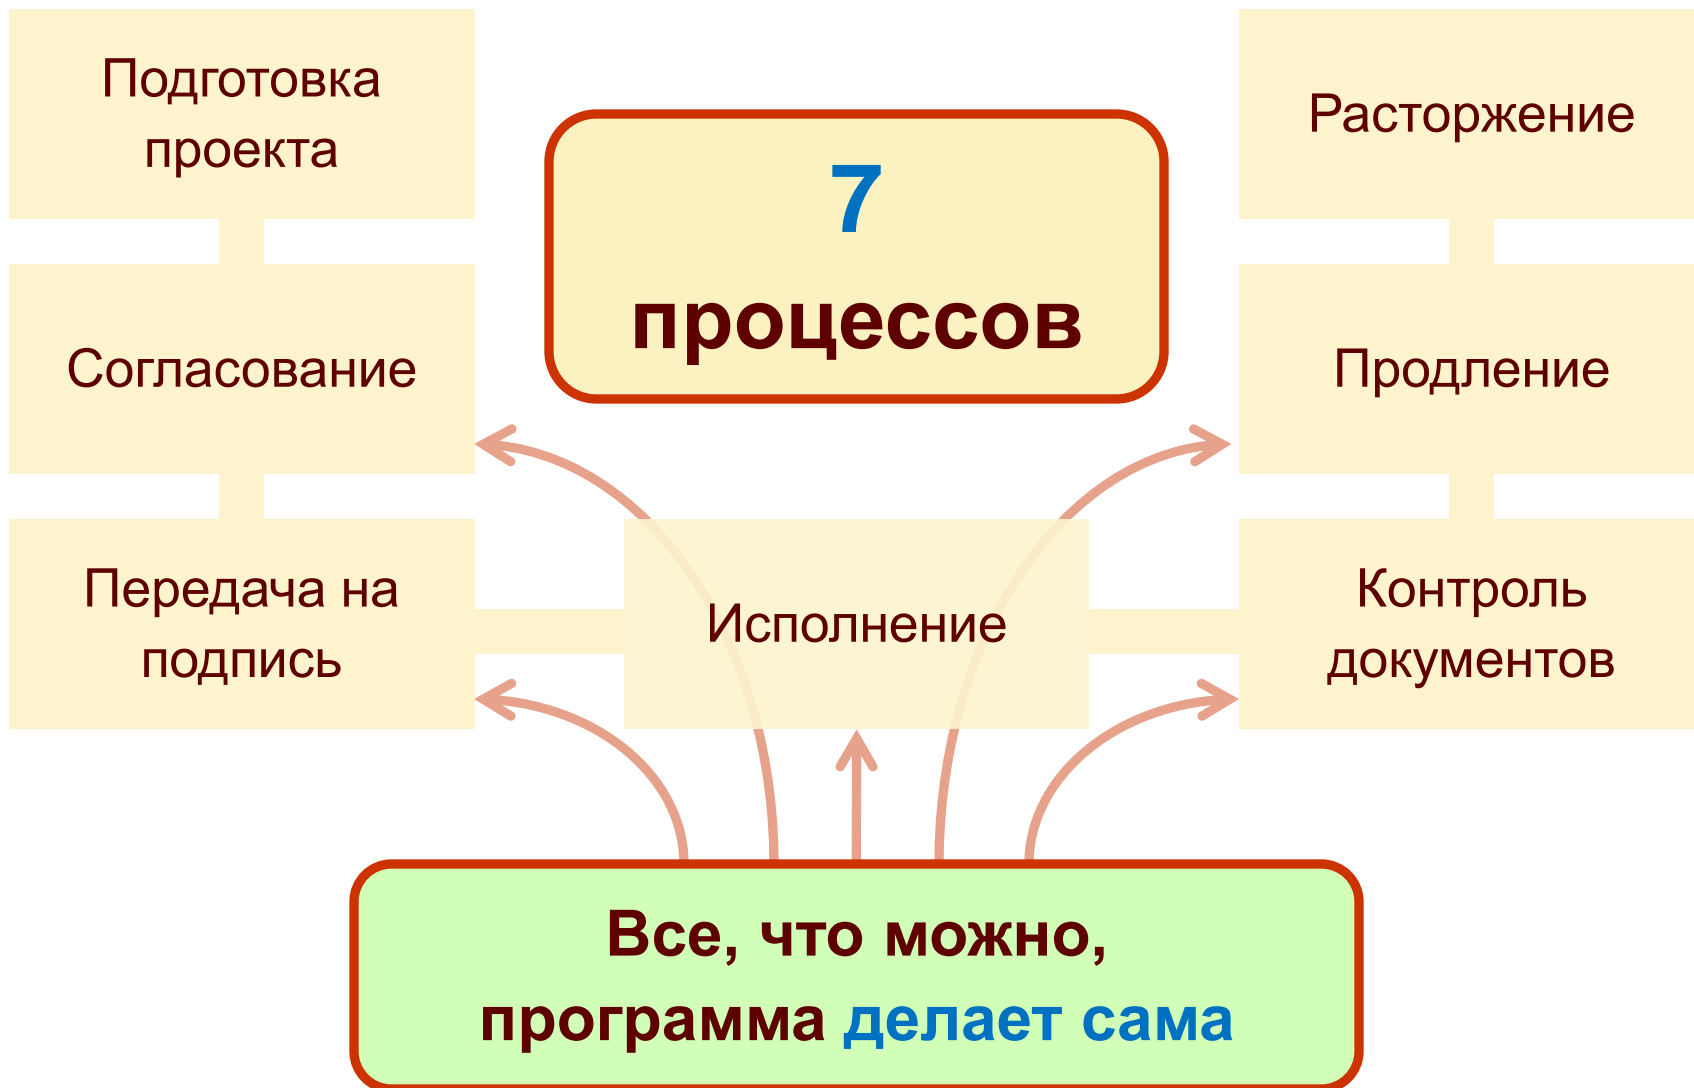 Подготовка
проекта
Согласование
Передача на
подпись
7
процессов
Исполнение
Расторжение
Продление
Контроль
документов
Все, что можно,
программа делает сама